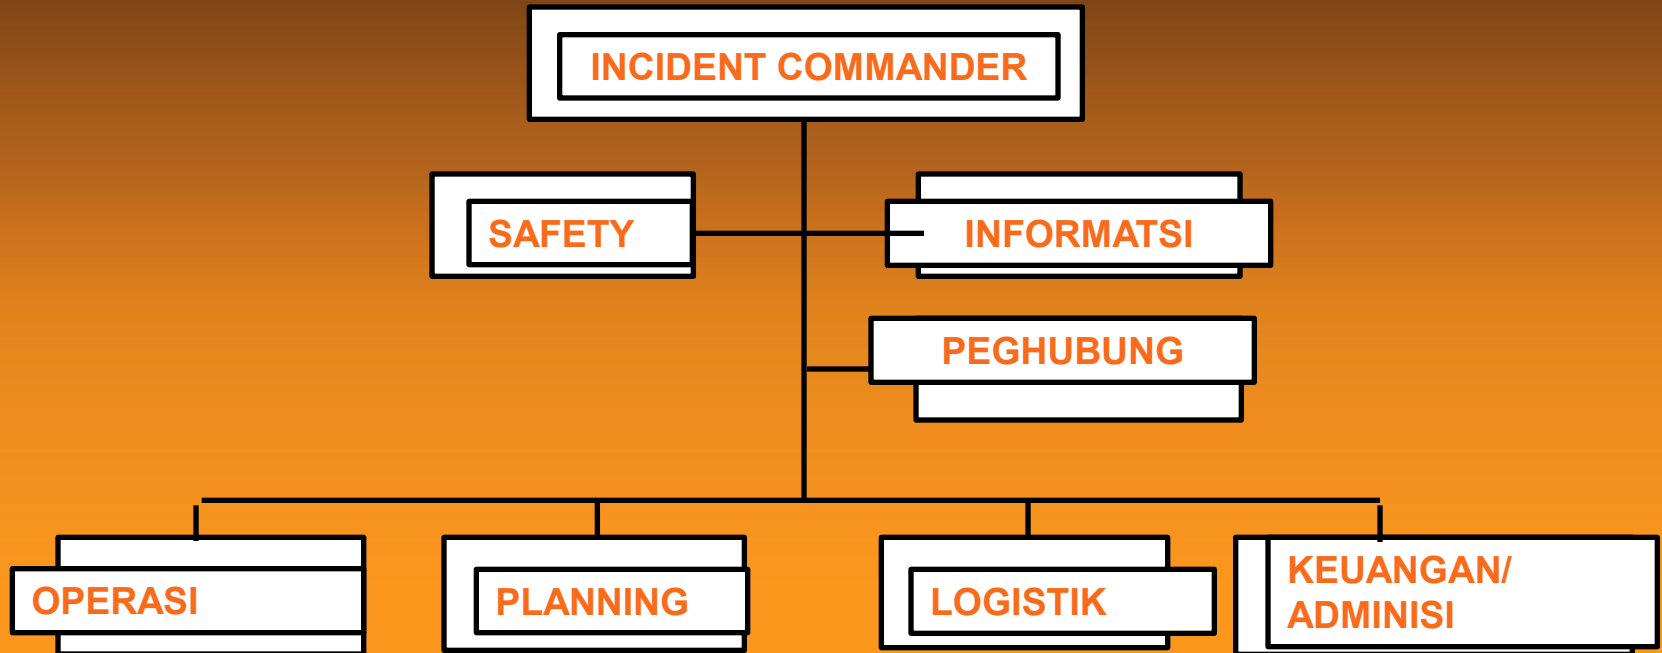 INCIDENT COMMANDER
SAFETY
INFORMATSI
PEGHUBUNG
OPERASI
PLANNING
LOGISTIK
KEUANGAN/
ADMINISI